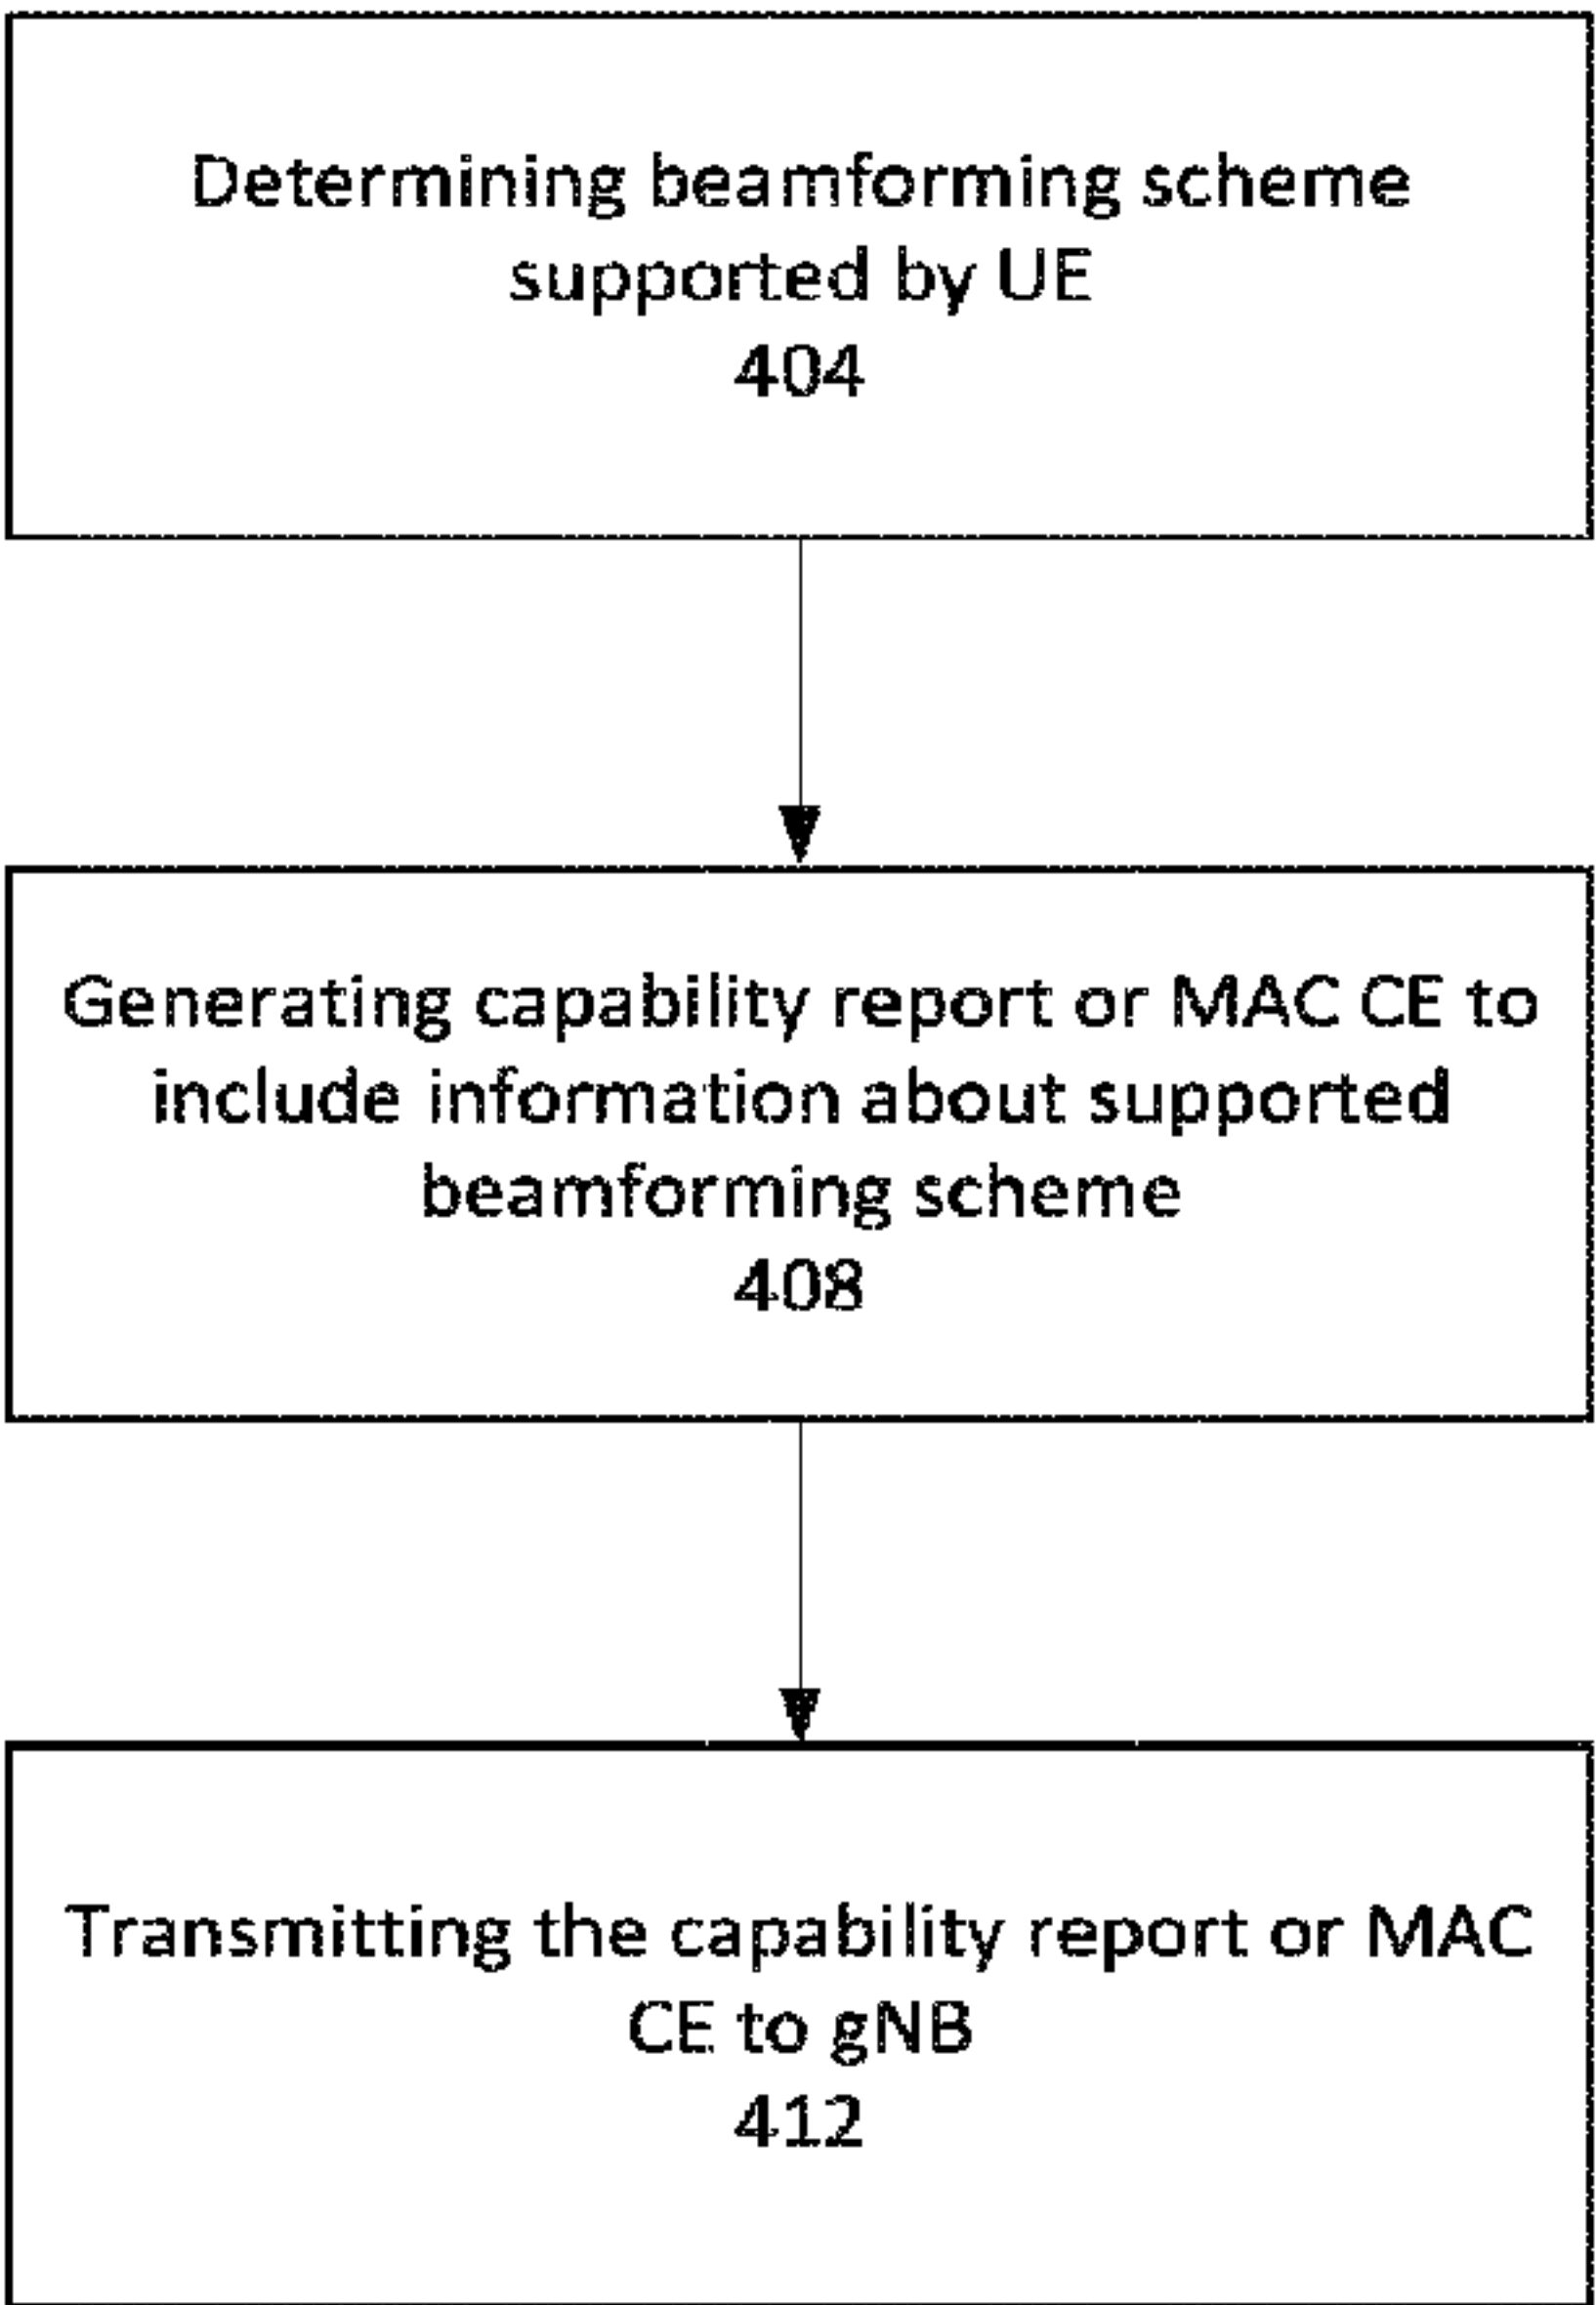 Determining beamforming scheme
supported by UE
404
Generating capability report or MAC CE to
include information about supported
beamforming scheme
408
Transmitting the capability report or MAC
CE to gNB
412